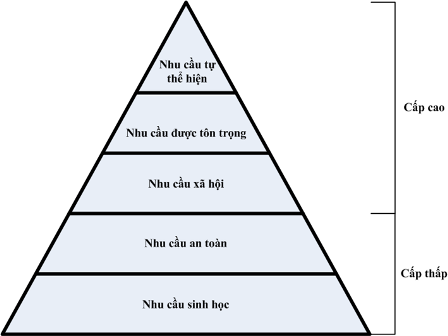 Nhu cầu tự
thể hiện
Nhu cầu được tôn trọng
Nhu cầu xã hội
Nhu cầu an toàn
Nhu cầu sinh học
Cấp cao
Cấp thấp